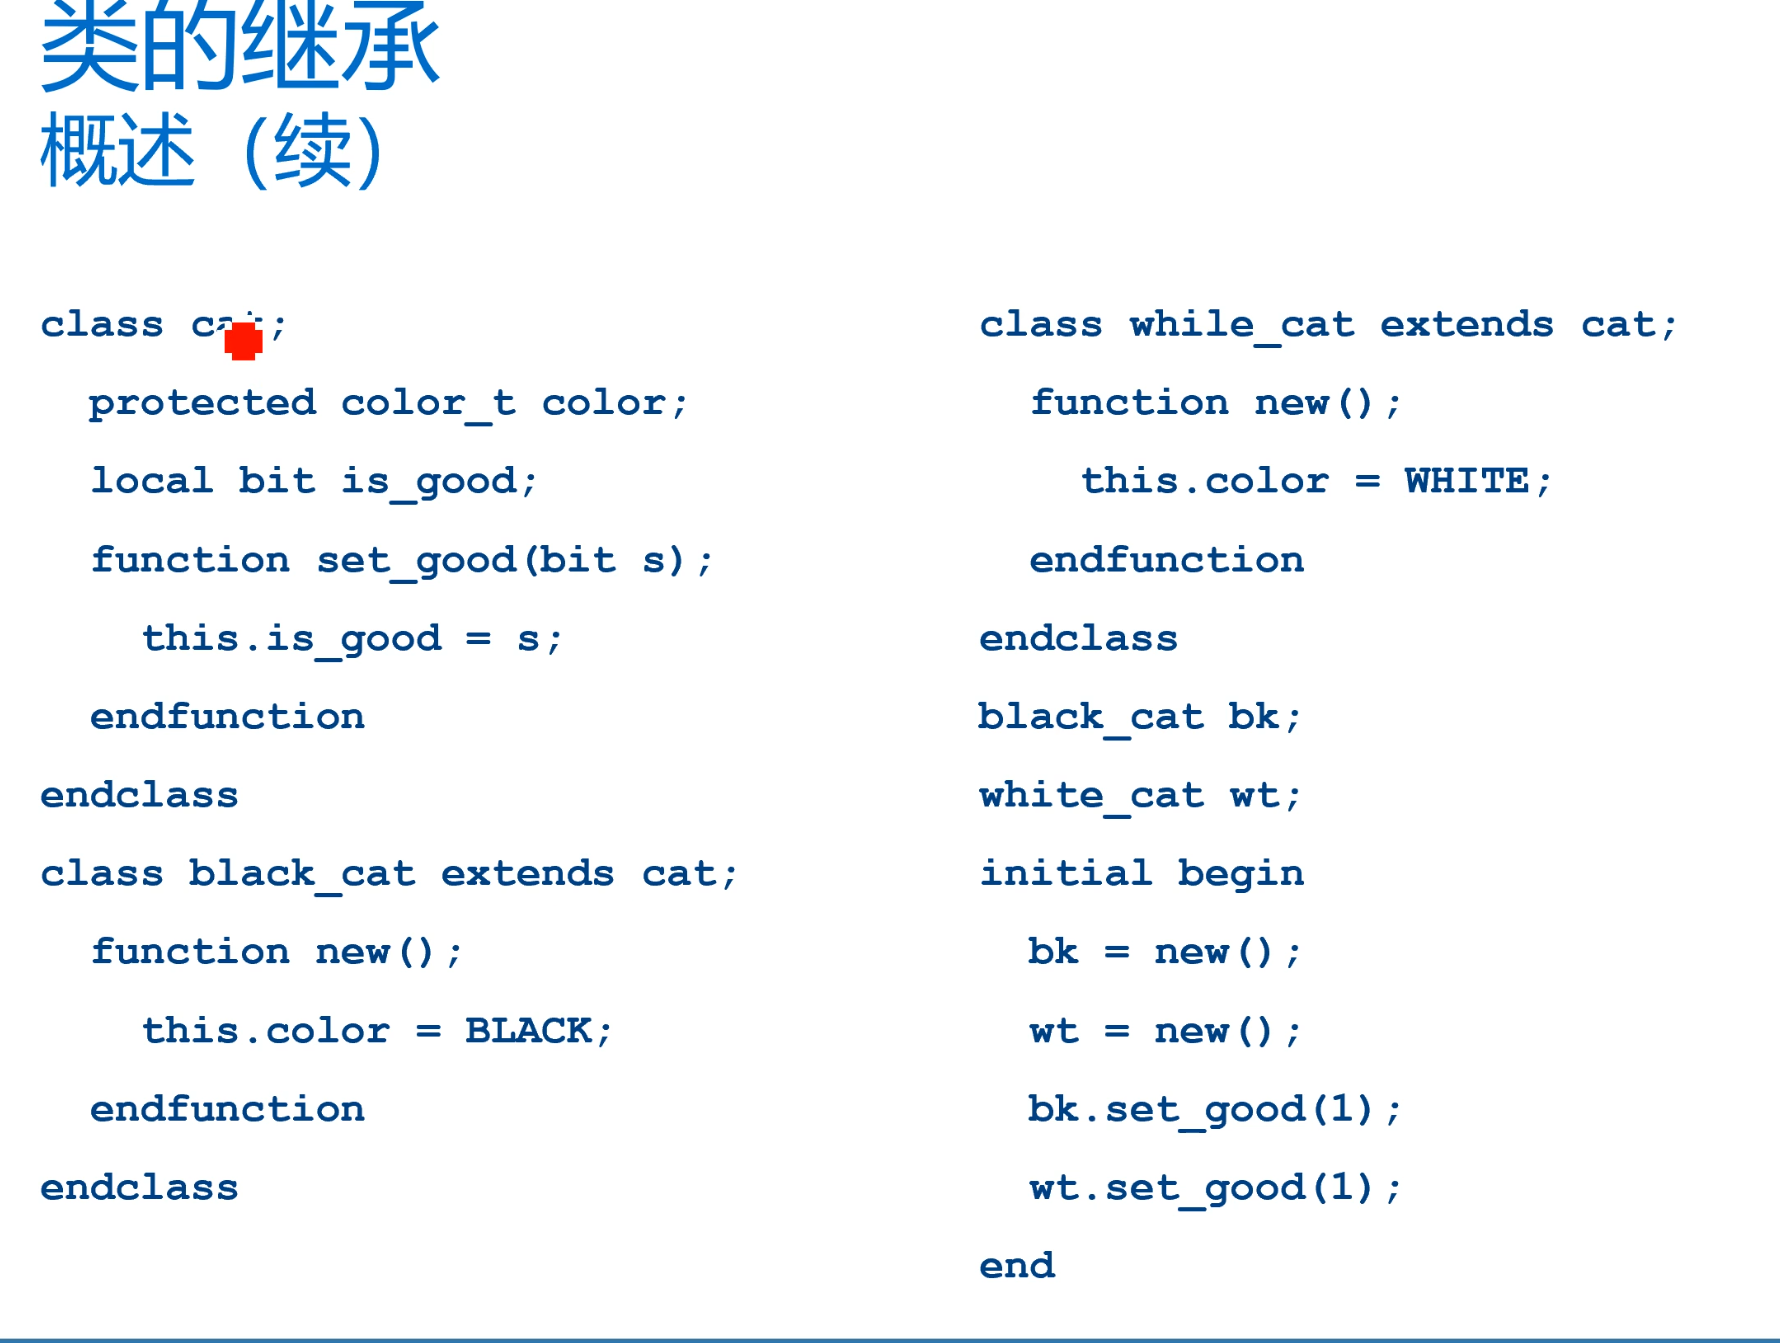 类的继承
概述（续）
class cat;
protected color_t color;
local bit is_good;
function set_good(bit s);
this.is_good = s;
endfunction
endclass
class black_cat extends cat;
function new();
this.color = BLACK;
endfunction
endclass
class while_cat extends cat;
function new();
this.color = WHITE;
endfunction
endclass
black_cat bk;
white_cat wt;
initial begin
bk = new();
wt = new();
bk.set_good(1);
wt.set_good(1);
end